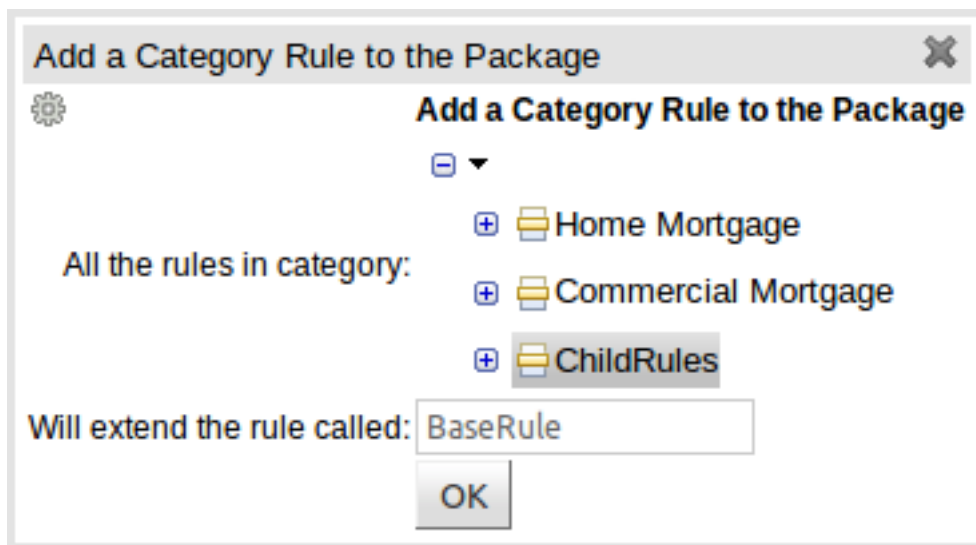 Add a Category Rule to the Package
Add a Category Rule to the Package
Home Mortgage
All the rules in category:
Commercial Mortgage
ChildRules
Will extend the rule called: BaseRule
OK